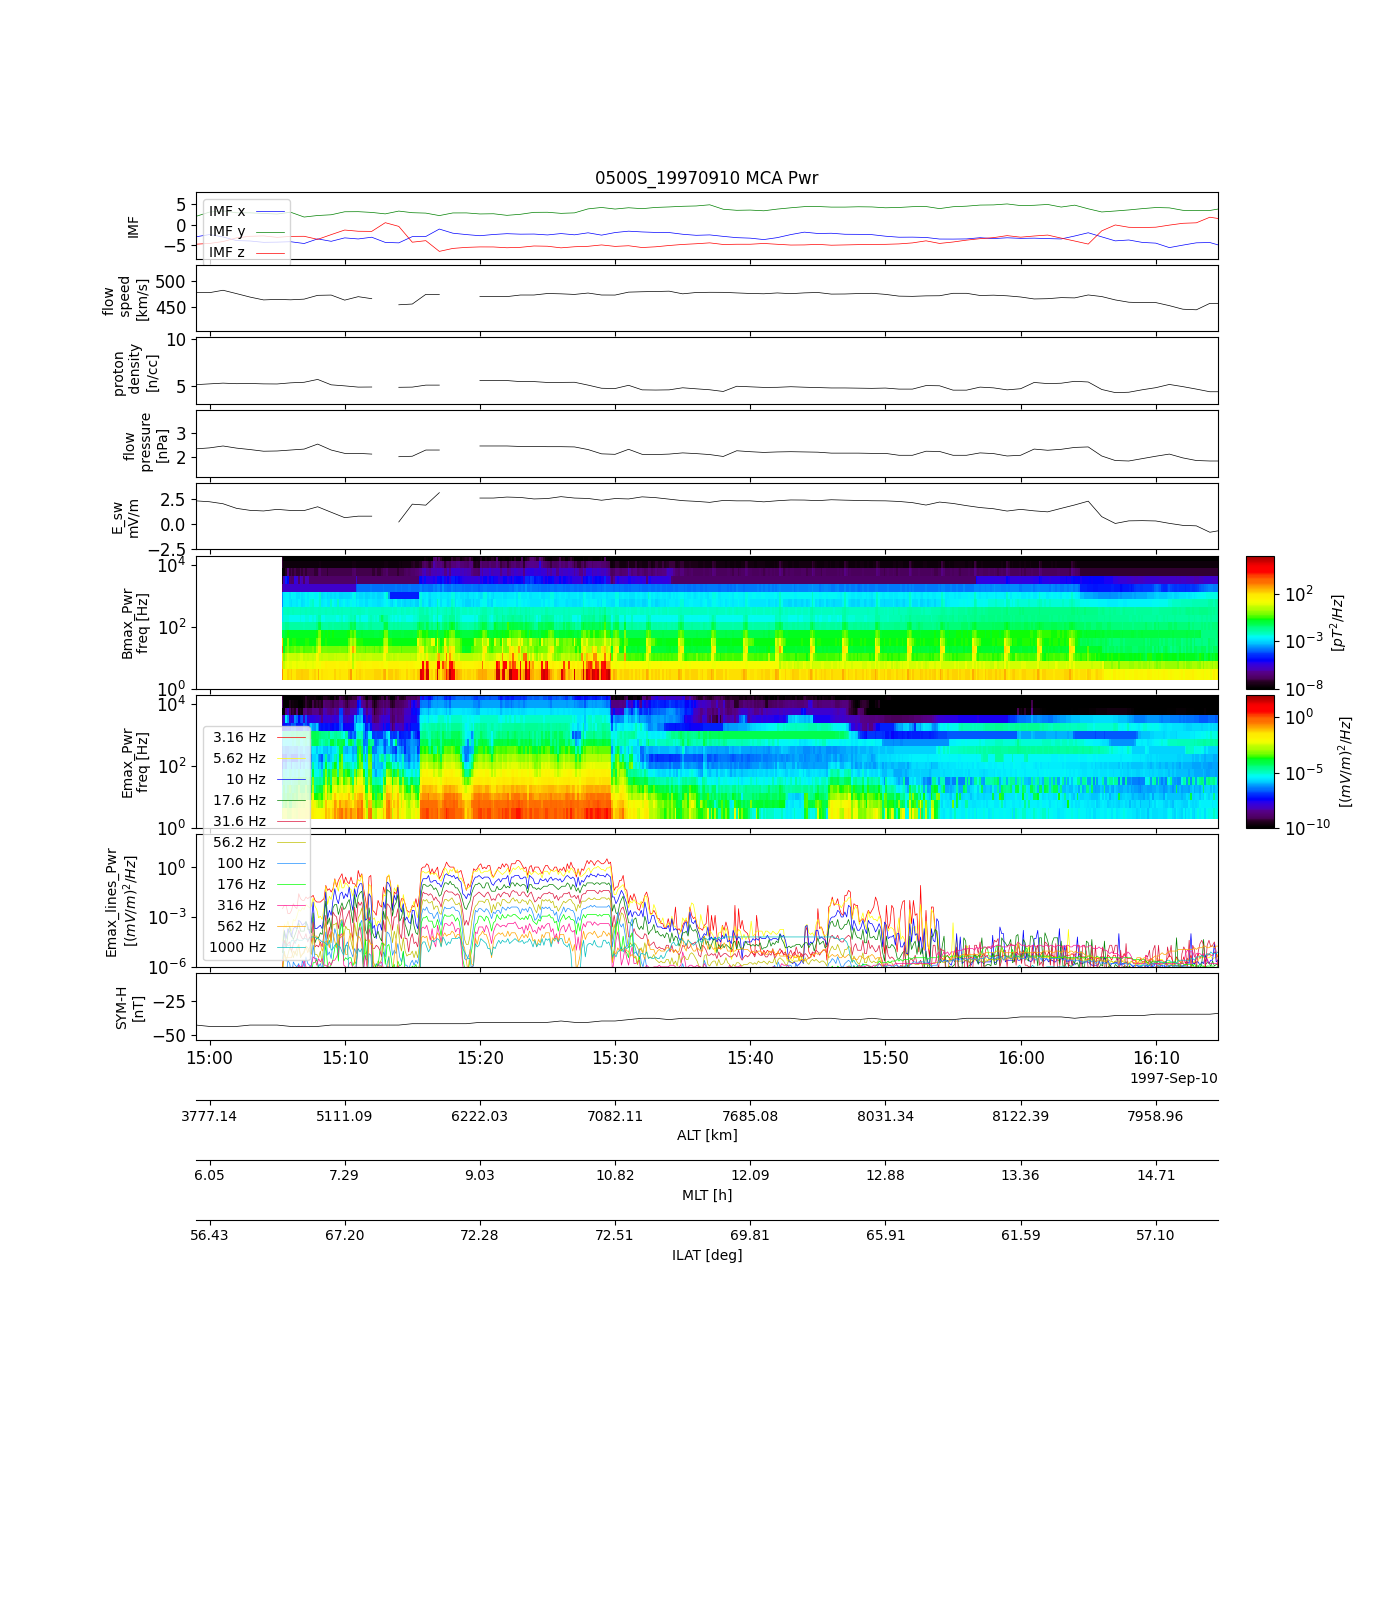 0500S_19970910 MCA Pwr
IMF
5
0
−5
IMF x
IMF y
IMF z
flow
speed
[km/s]
500
450
proton
density
[n/cc]
10
5
flow
pressure
[nPa]
3
2
E_sw
mV/m
2.5
0.0
−2.5
Bmax_Pwr
freq [Hz]
10^4
10^2
10^0
10^2
10^-3
10^-8
[pT^2/Hz]
Emax_Pwr
freq [Hz]
10^4
10^2
10^0
10^0
10^-5
10^-10
[(mV/m)^2/Hz]
3.16 Hz
5.62 Hz
10 Hz
17.6 Hz
31.6 Hz
56.2 Hz
100 Hz
176 Hz
316 Hz
562 Hz
1000 Hz
Emax_lines_Pwr
[(mV/m)^2/Hz]
10^0
10^-3
10^-6
SYM-H
[nT]
−25
−50
15:00 15:10 15:20 15:30 15:40 15:50 16:00 16:10
1997-Sep-10
3777.14 5111.09 6222.03 7082.11 7685.08 8031.34 8122.39 7958.96
ALT [km]
6.05 7.29 9.03 10.82 12.09 12.88 13.36 14.71
MLT [h]
56.43 67.20 72.28 72.51 69.81 65.91 61.59 57.10
ILAT [deg]